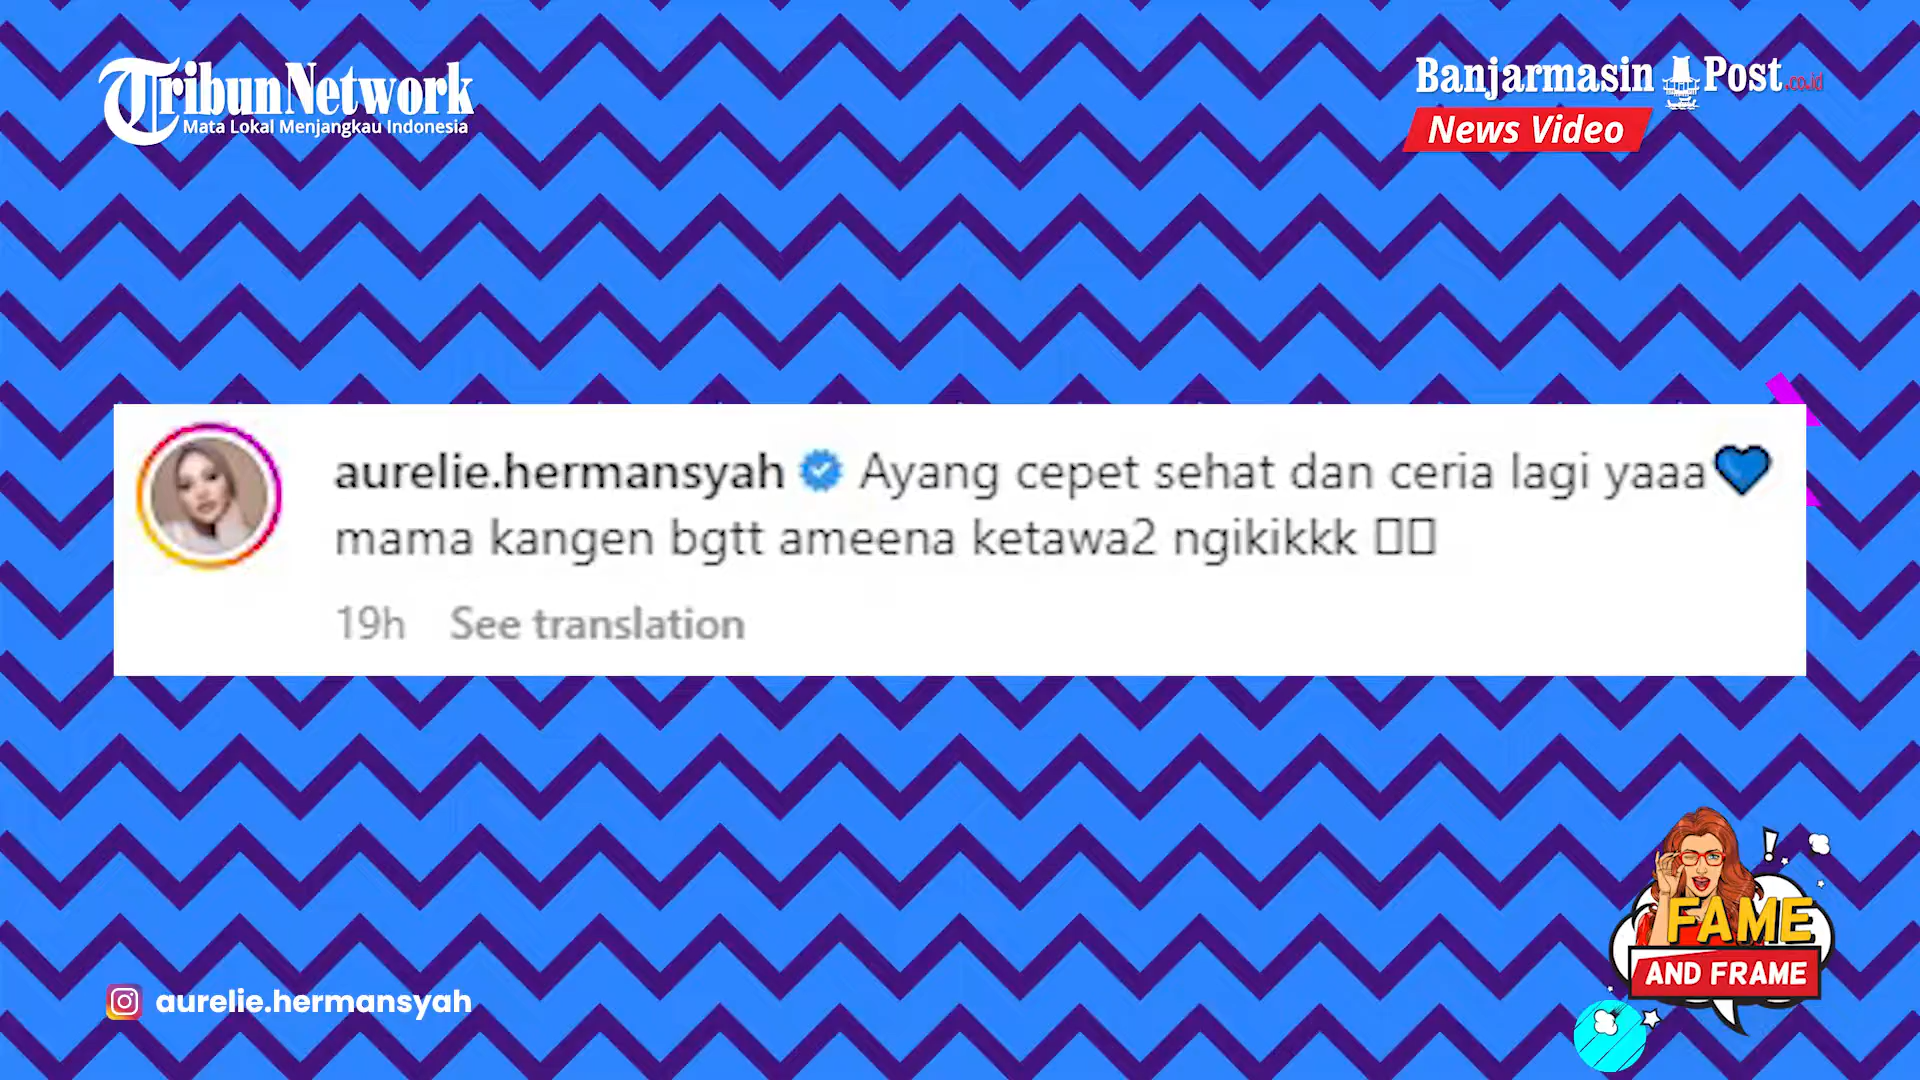 TribunNetwork
Mata Lokal Menjangkau Indonesia
Banjarmasin Post.co.id
News Video
aurelie.hermansyah Ayang cepet sehat dan ceria lagi yaaa💙
mama kangen bgtt ameena ketawa2 ngikikkk □□
19h See translation
FAME
AND FRAME
aurelie.hermansyah